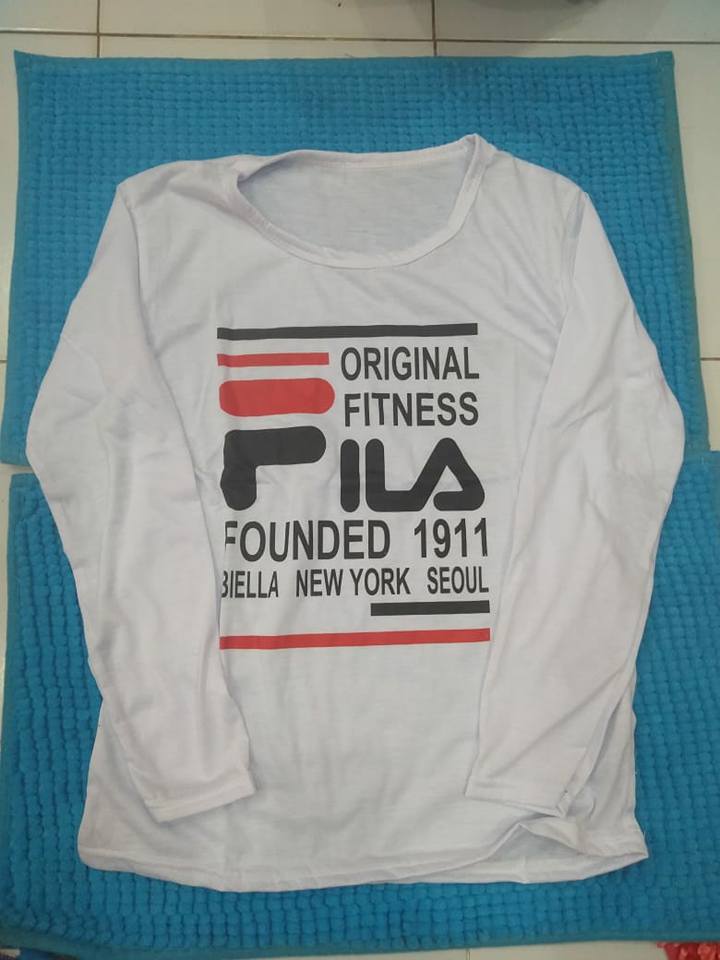 ORIGINAL
FITNESS
FILA
FOUNDED 1911
BIELLA NEW YORK SEOUL